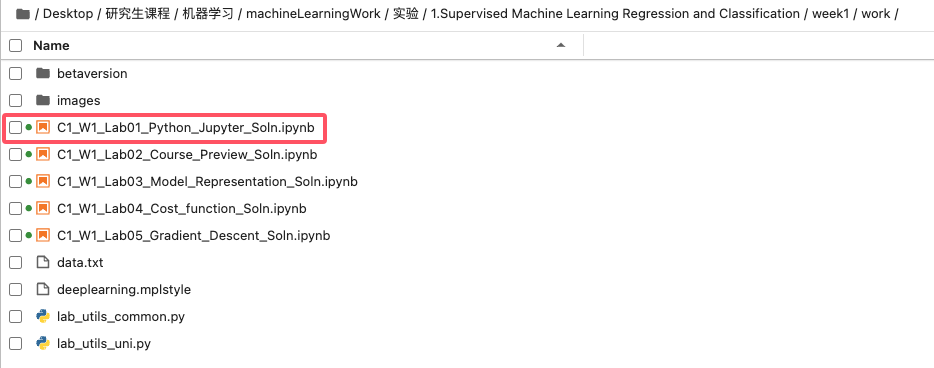 / Desktop / 研究生课程 / 机器学习 / machineLearningWork / 实验 / 1.Supervised Machine Learning Regression and Classification / week1 / work /
Name
betaversion
images
C1_W1_Lab01_Python_Jupyter_Soln.ipynb
C1_W1_Lab02_Course_Preview_Soln.ipynb
C1_W1_Lab03_Model_Representation_Soln.ipynb
C1_W1_Lab04_Cost_function_Soln.ipynb
C1_W1_Lab05_Gradient_Descent_Soln.ipynb
data.txt
deeplearning.mplstyle
lab_utils_common.py
lab_utils_uni.py